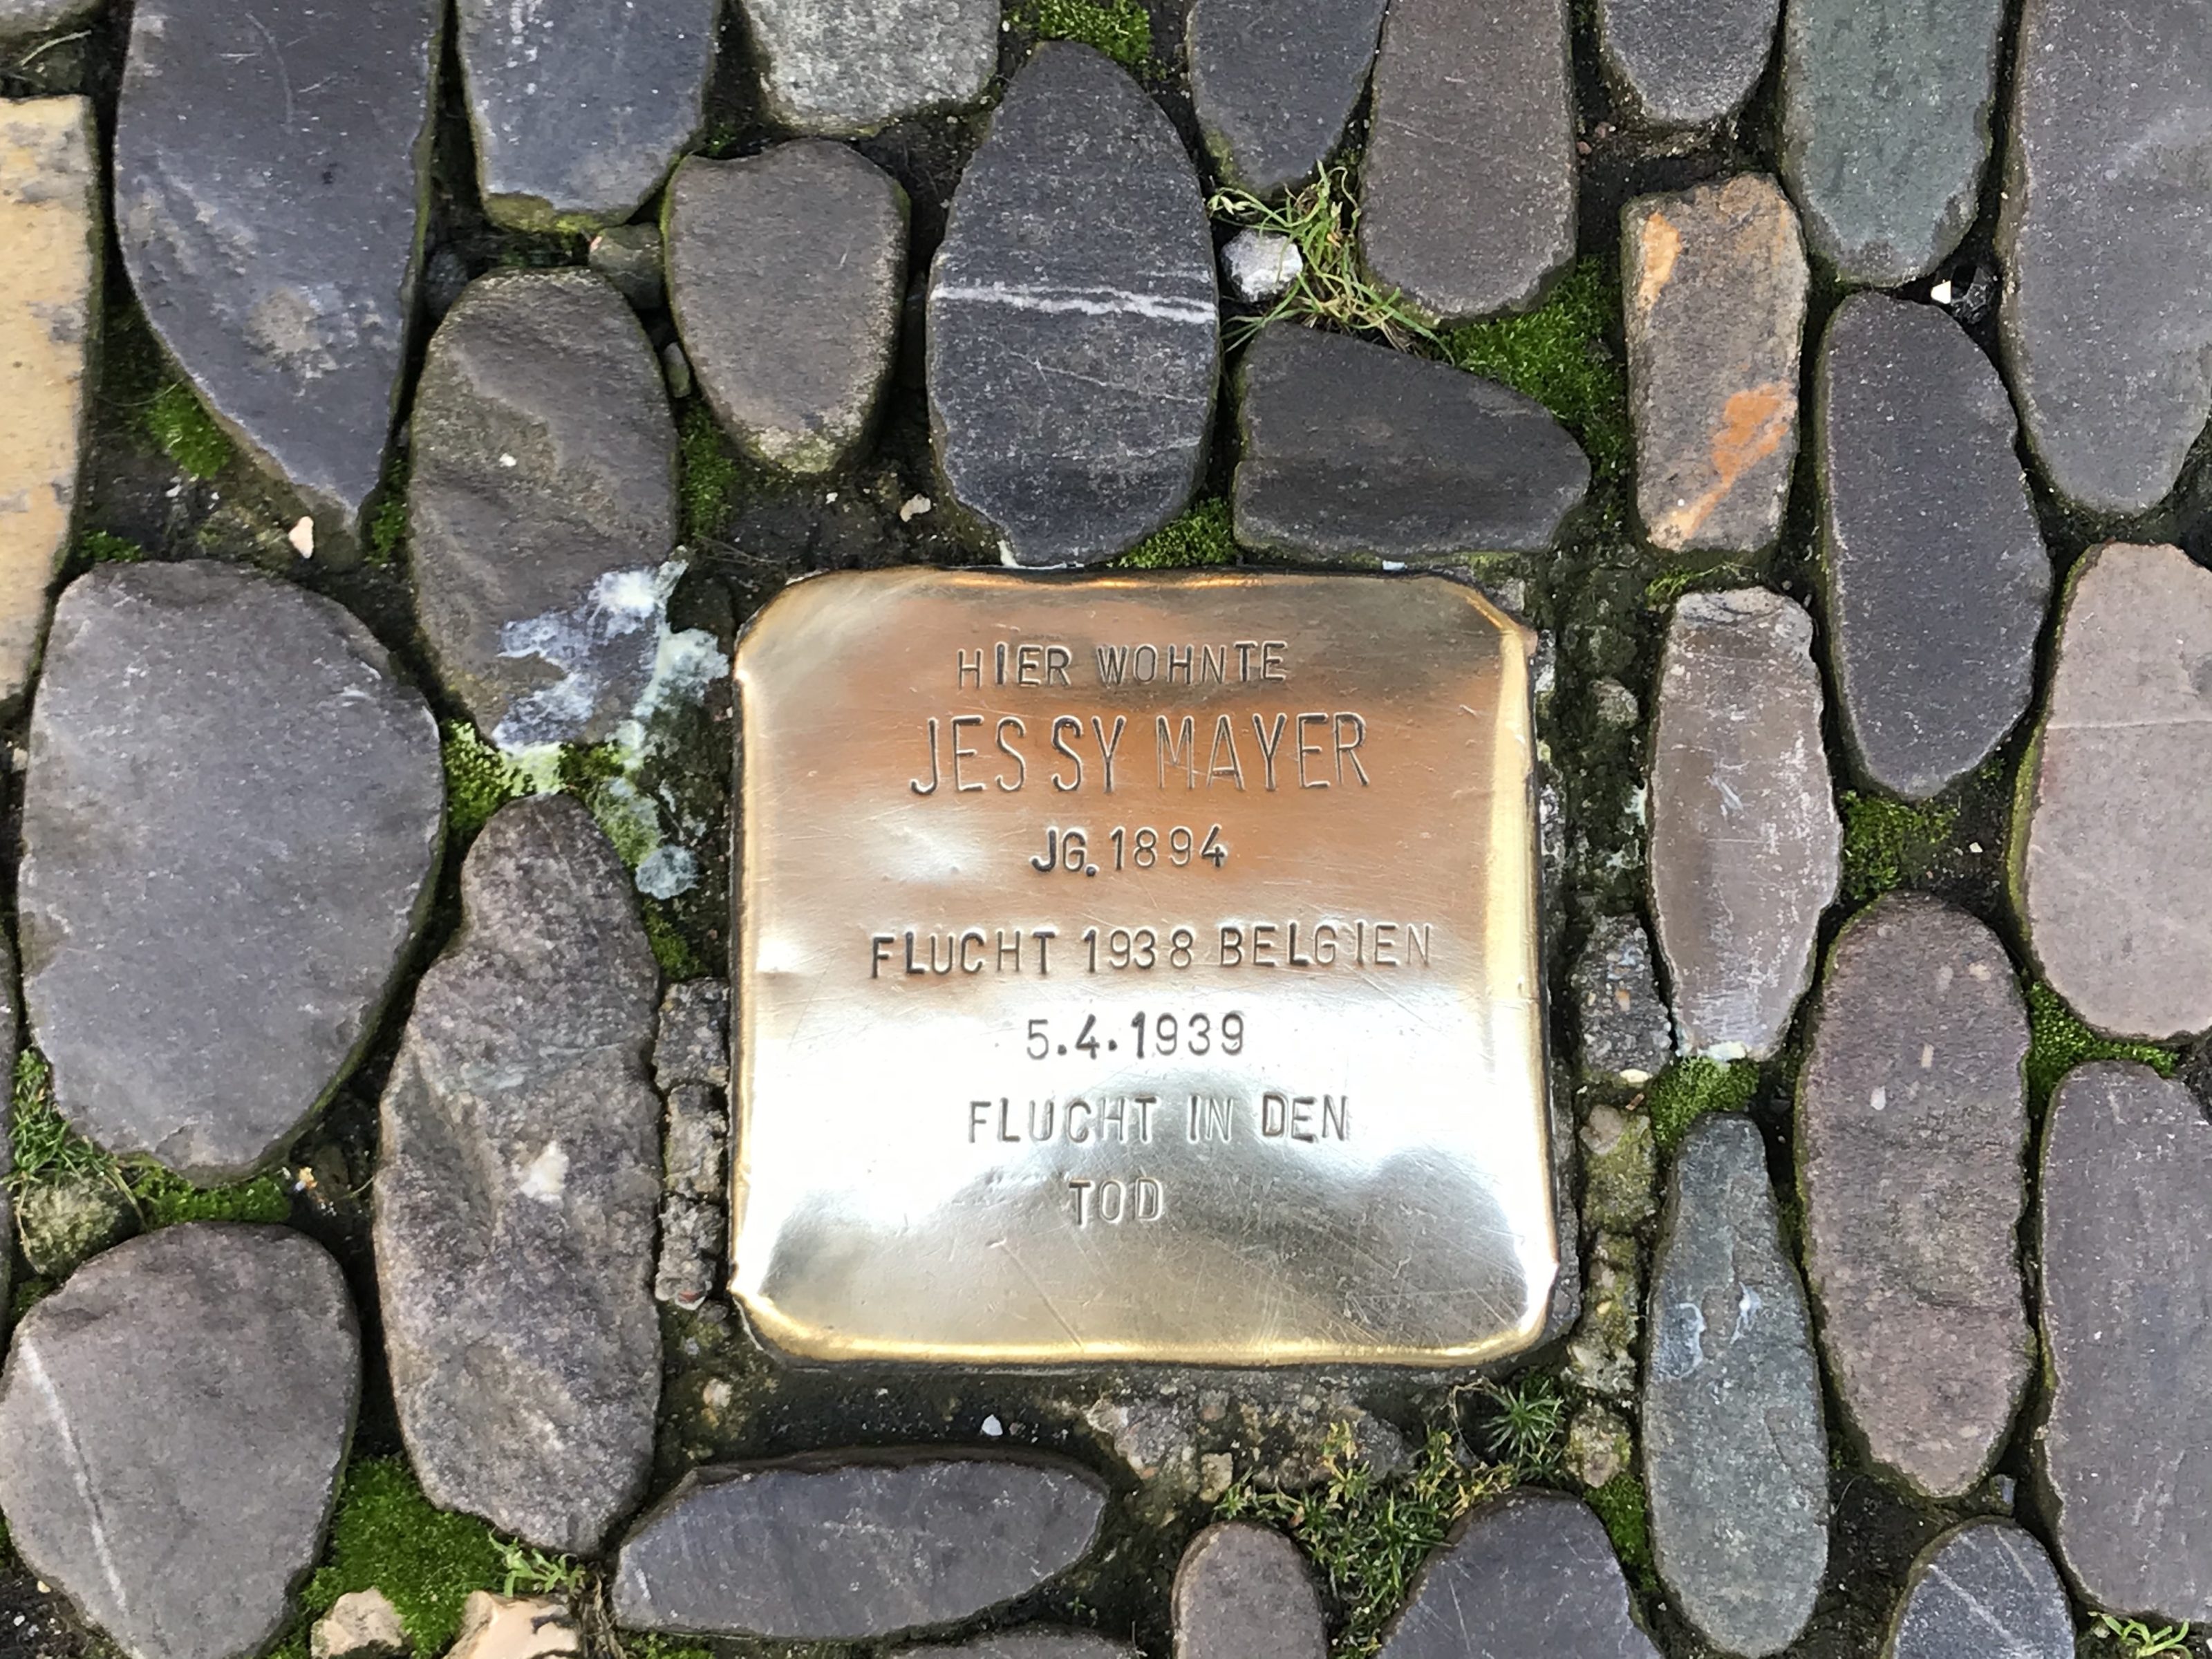 HIER WOHNTE
JESSY MAYER
JG. 1894
FLUCHT 1938 BELGIEN
5.4.1939
FLUCHT IN DEN
TOD